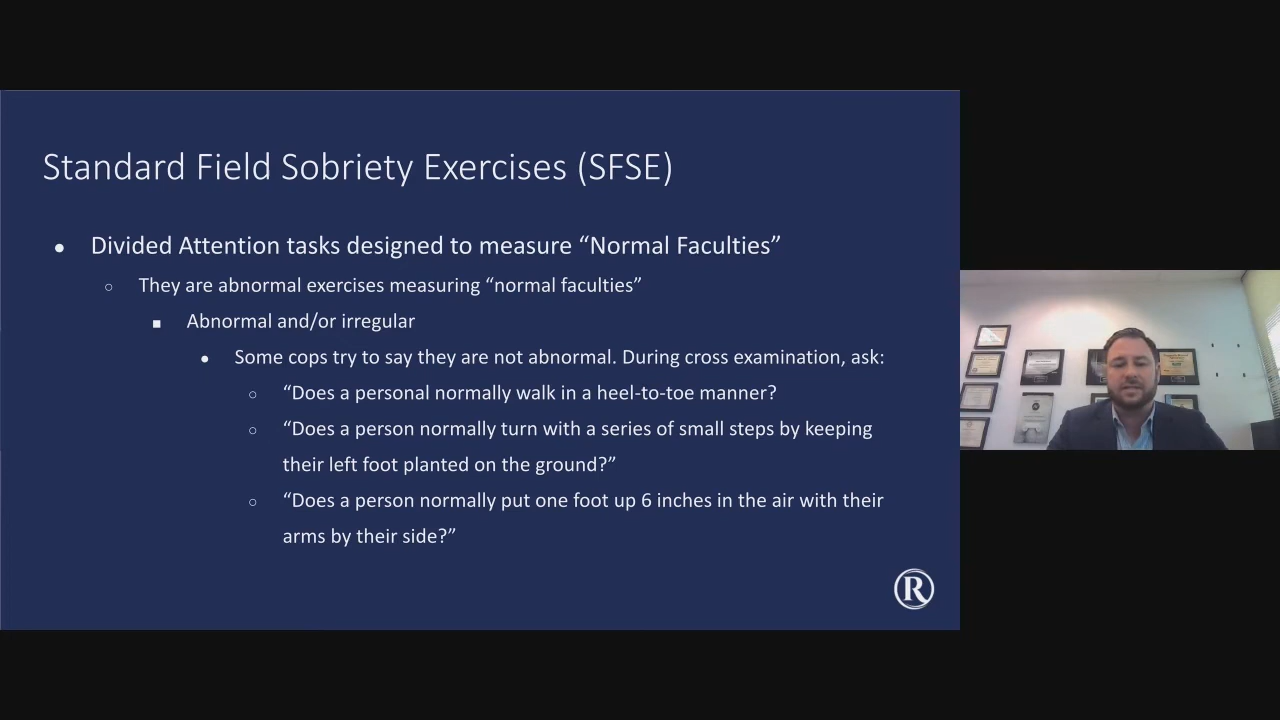 Standard Field Sobriety Exercises (SFSE)
● Divided Attention tasks designed to measure “Normal Faculties”
○ They are abnormal exercises measuring “normal faculties”
■ Abnormal and/or irregular
● Some cops try to say they are not abnormal. During cross examination, ask:
○ “Does a personal normally walk in a heel-to-toe manner?
○ “Does a person normally turn with a series of small steps by keeping
their left foot planted on the ground?”
○ “Does a person normally put one foot up 6 inches in the air with their
arms by their side?”
R